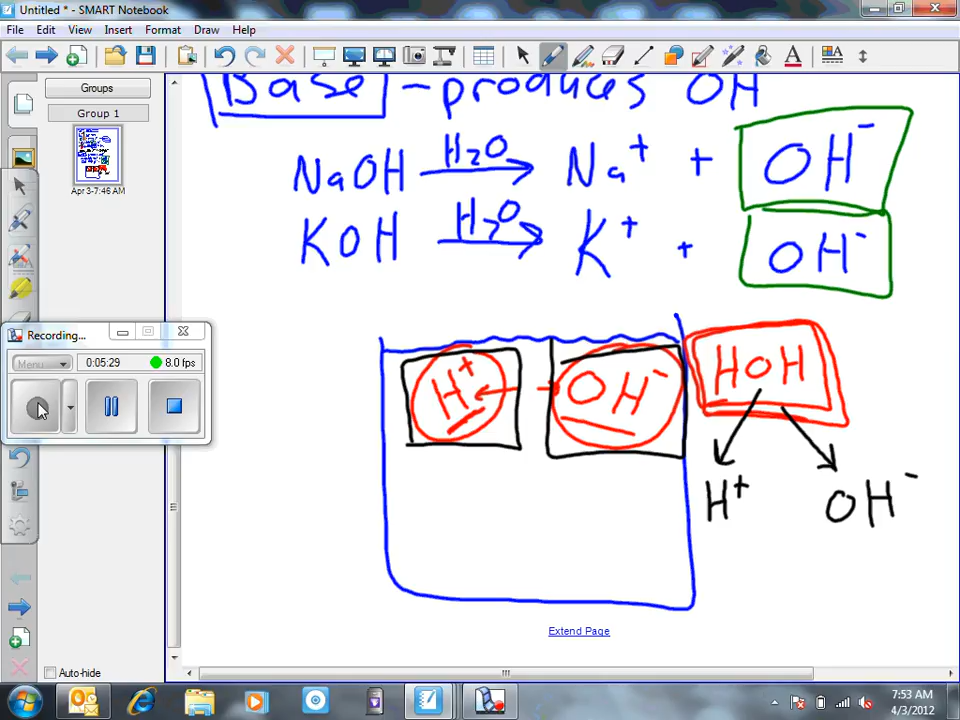 Untitled * - SMART Notebook
File Edit View Insert Format Draw Help
Groups
Group 1
Apr 3-7:46 AM
Base - produces OH
NaOH H₂O → Na⁺ + OH⁻
KOH H₂O → K⁺ + OH⁻
Recording...
Menu 0:05:29 8.0 fps
H⁺ ← OH⁻ HOH
H⁺ OH⁻
Extend Page
Auto-hide
7:53 AM
4/3/2012